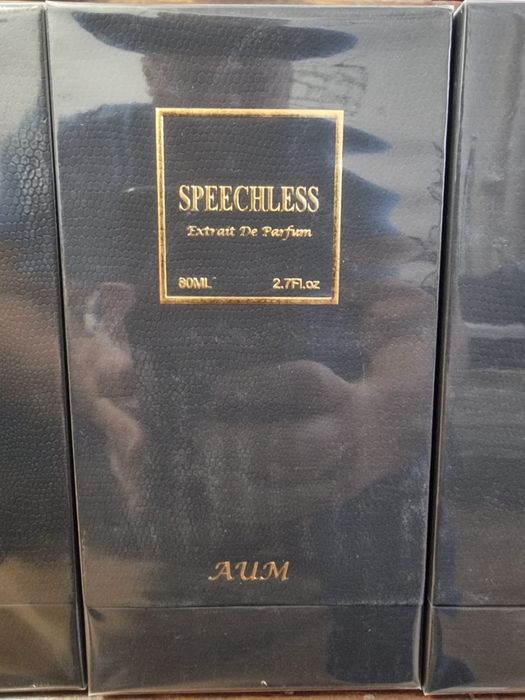 SPEECHLESS
Extrait De Parfum
80ML 2.7Fl.oz
AUM